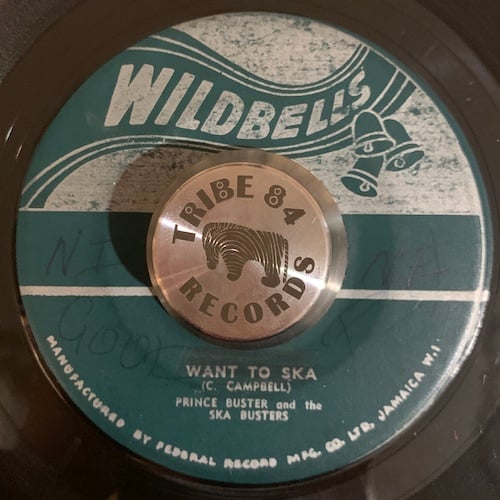 WILDBELLS
TRIBE 84
RECORDS
GOOD
WANT TO SKA
(C. CAMPBELL)
PRINCE BUSTER and the
SKA BUSTERS
MANUFACTURED BY FEDERAL RECORD MFG. CO. LTD, JAMAICA W.I.